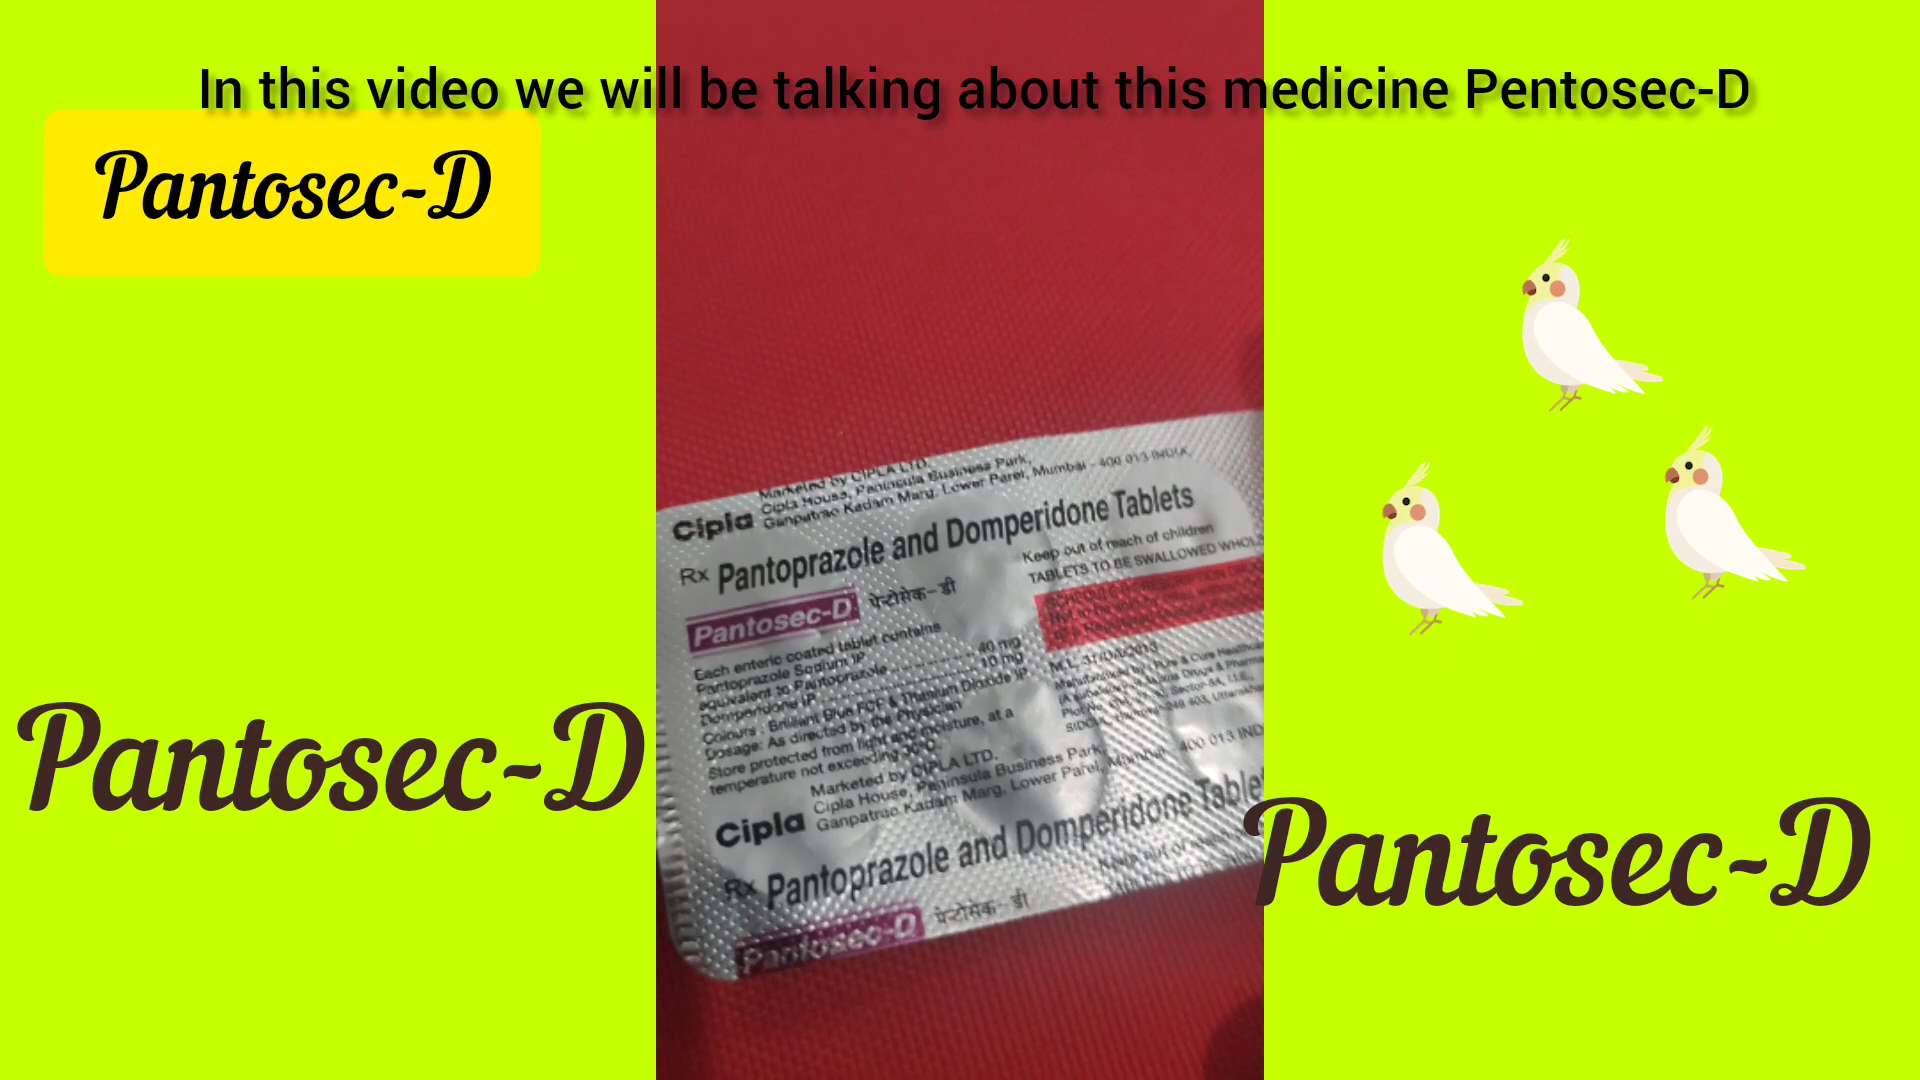 In this video we will be talking about this medicine Pentosec-D
Pantosec-D
Pantosec-D
Pantosec-D
Marketed by CIPLA LTD.
Cipla House, Peninsula Business Park,
Ganpatrao Kadam Marg, Lower Parel, Mumbai - 400 013 INDIA.
Cipla
Rx Pantoprazole and Domperidone Tablets
Pantosec-D पेन्टोसेक-डी
Each enteric coated tablet contains
Pantoprazole Sodium IP
equivalent to Pantoprazole 40 mg
Domperidone IP 10 mg
Colours : Brilliant Blue FCF & Titanium Dioxide IP
Dosage: As directed by the Physician
Store protected from light and moisture, at a
temperature not exceeding 30°C.
Keep out of reach of children
TABLETS TO BE SWALLOWED
Marketed by CIPLA LTD.
Cipla House, Peninsula Business Park,
Ganpatrao Kadam Marg, Lower Parel, Mumbai - 400 013 IND
Cipla
Rx Pantoprazole and Domperidone Table
Pantosec-D पेन्टोसेक-डी